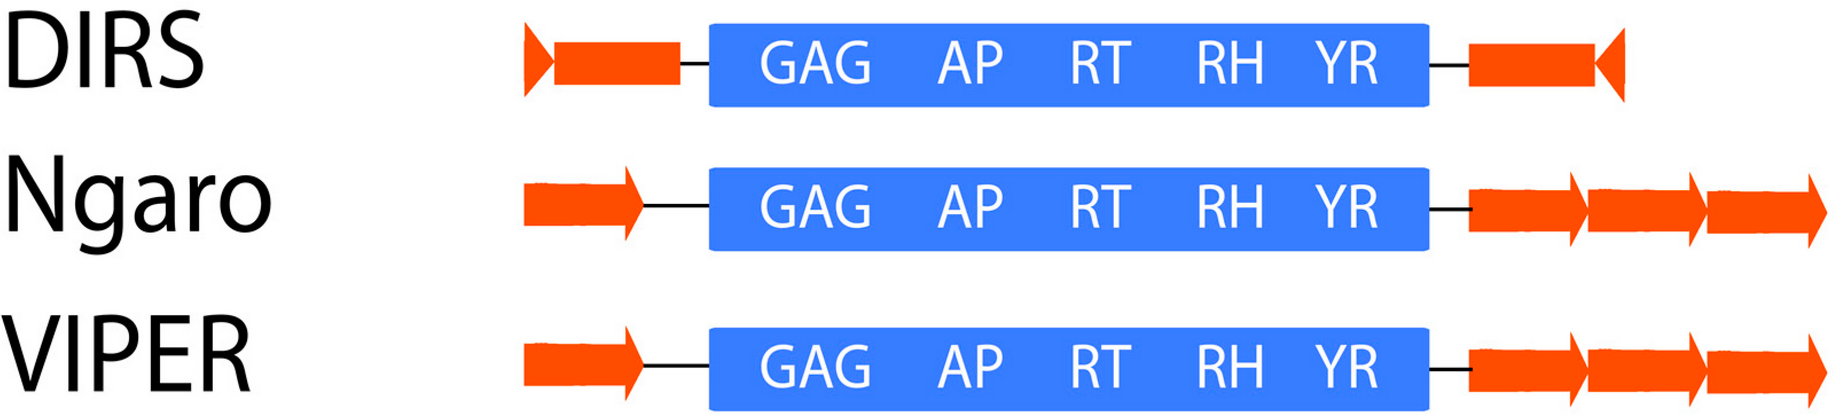 DIRS GAG AP RT RH YR
Ngaro GAG AP RT RH YR
VIPER GAG AP RT RH YR